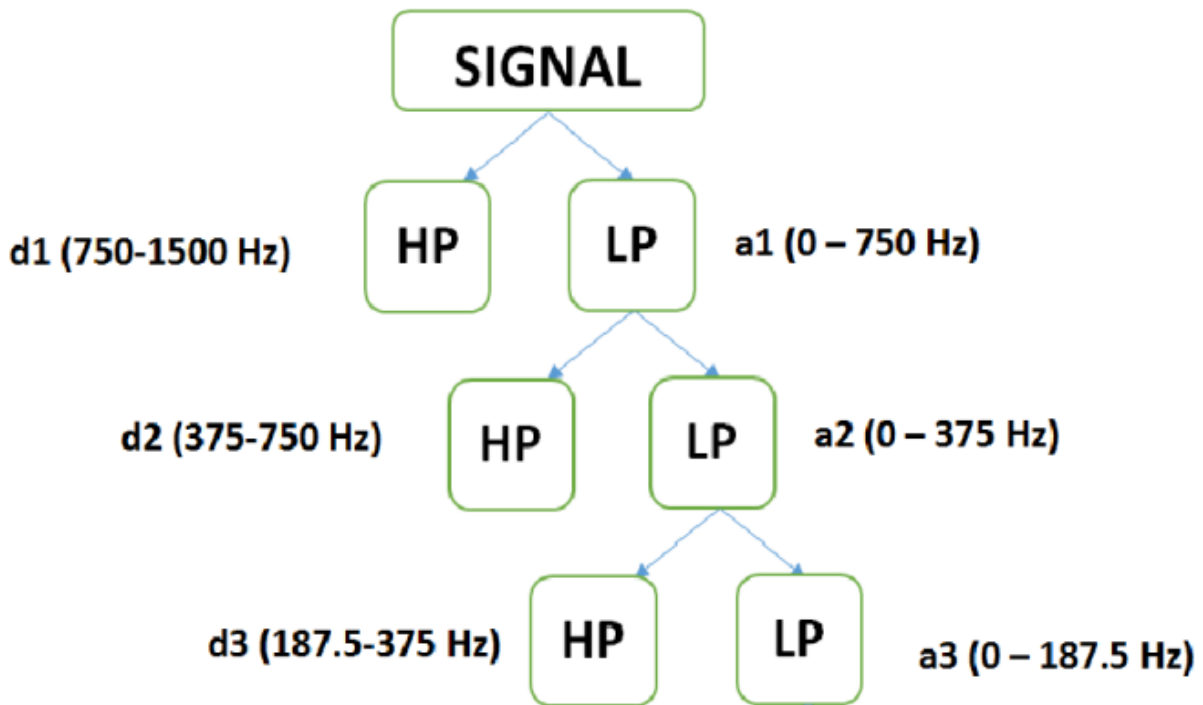 SIGNAL
d1 (750-1500 Hz)
HP
LP
a1 (0 – 750 Hz)
d2 (375-750 Hz)
HP
LP
a2 (0 – 375 Hz)
d3 (187.5-375 Hz)
HP
LP
a3 (0 – 187.5 Hz)